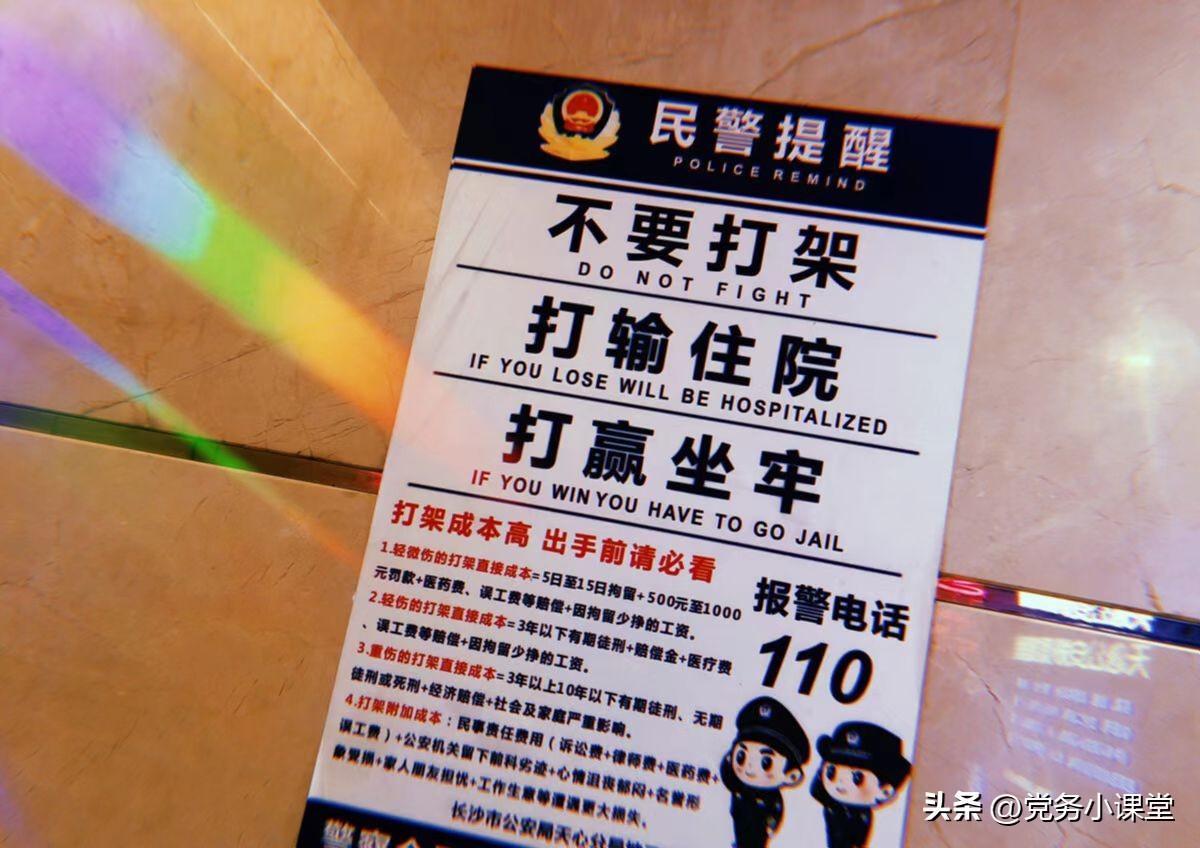 民警提醒
POLICE REMIND
不要打架
DO NOT FIGHT
打输住院
IF YOU LOSE WILL BE HOSPITALIZED
打赢坐牢
IF YOU WIN YOU HAVE TO GO JAIL
打架成本高 出手前请必看
1.轻微伤的打架直接成本=5日至15日拘留+500元至1000
元罚款+医药费、误工费等赔偿+因拘留少挣的工资。
2.轻伤的打架直接成本=3年以下有期徒刑+赔偿金+医疗费
、误工费等赔偿+因拘留少挣的工资。
3.重伤的打架直接成本=3年以上10年以下有期徒刑、无期
徒刑或死刑+经济赔偿+社会及家庭严重影响。
4.打架附加成本：民事责任费用（诉讼费+律师费+医药费+
误工费）+公安机关留下前科劣迹+心情沮丧郁闷+名誉形
象受损+家人朋友担忧+工作生意等遭遇更大损失。
长沙市公安局天心分局
报警电话
110
头条 @党务小课堂